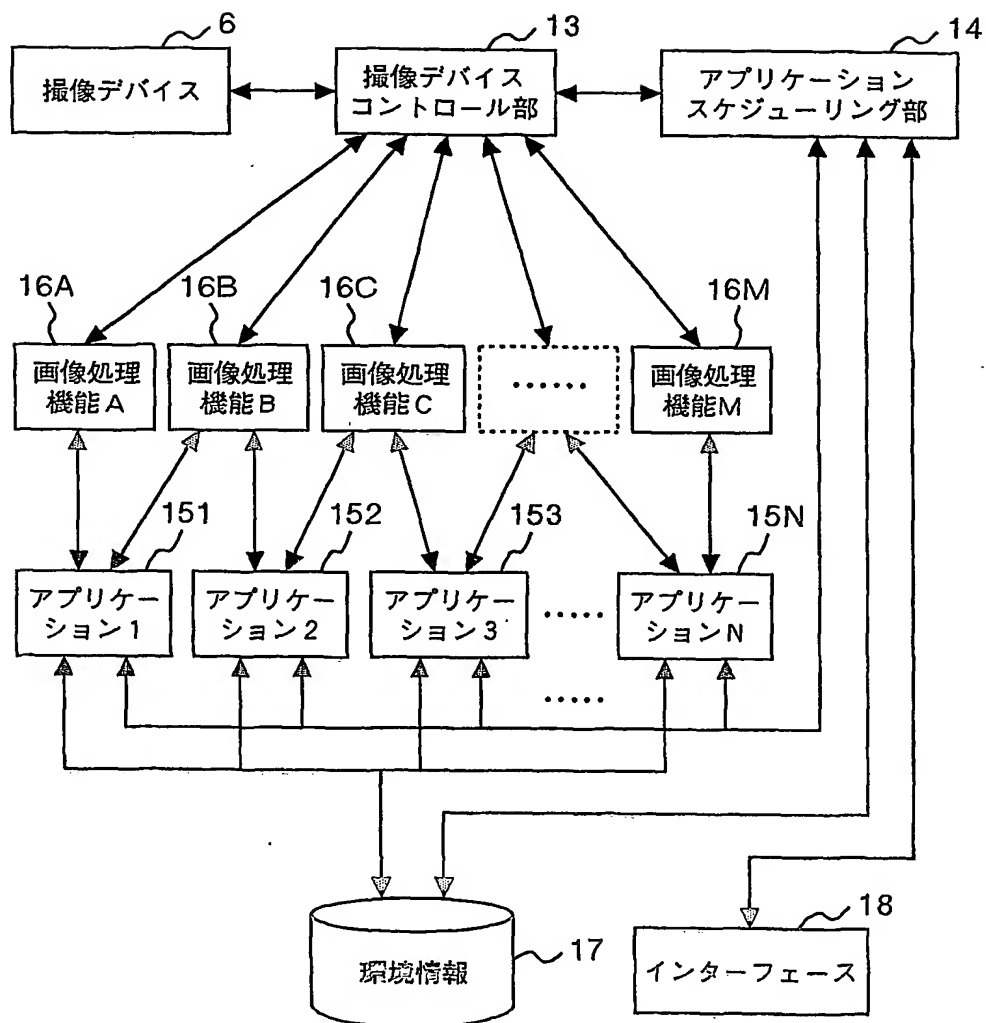 6
13
14
撮像デバイス
撮像デバイス
コントロール部
アプリケーション
スケジューリング部
16A
16B
16C
16M
画像処理
機能A
画像処理
機能B
画像処理
機能C
......
画像処理
機能M
151
152
153
15N
アプリケー
ション1
アプリケー
ション2
アプリケー
ション3
.....
アプリケー
ションN
.....
環境情報
17
18
インターフェース